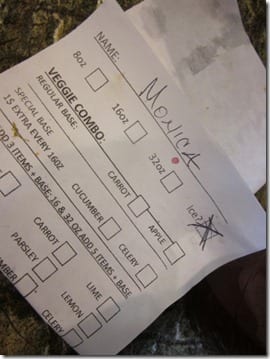 NAME: MONICA
8oz 16oz 32oz ice?
VEGGIE COMBO:
REGULAR BASE: CARROT APPLE
CUCUMBER CELERY
SPECIAL BASE
1$ EXTRA EVERY 16OZ
ADD 3 ITEMS + BASE: 16 & 32 OZ ADD 5 ITEMS + BASE
CARROT LIME
PARSLEY LEMON
CELERY